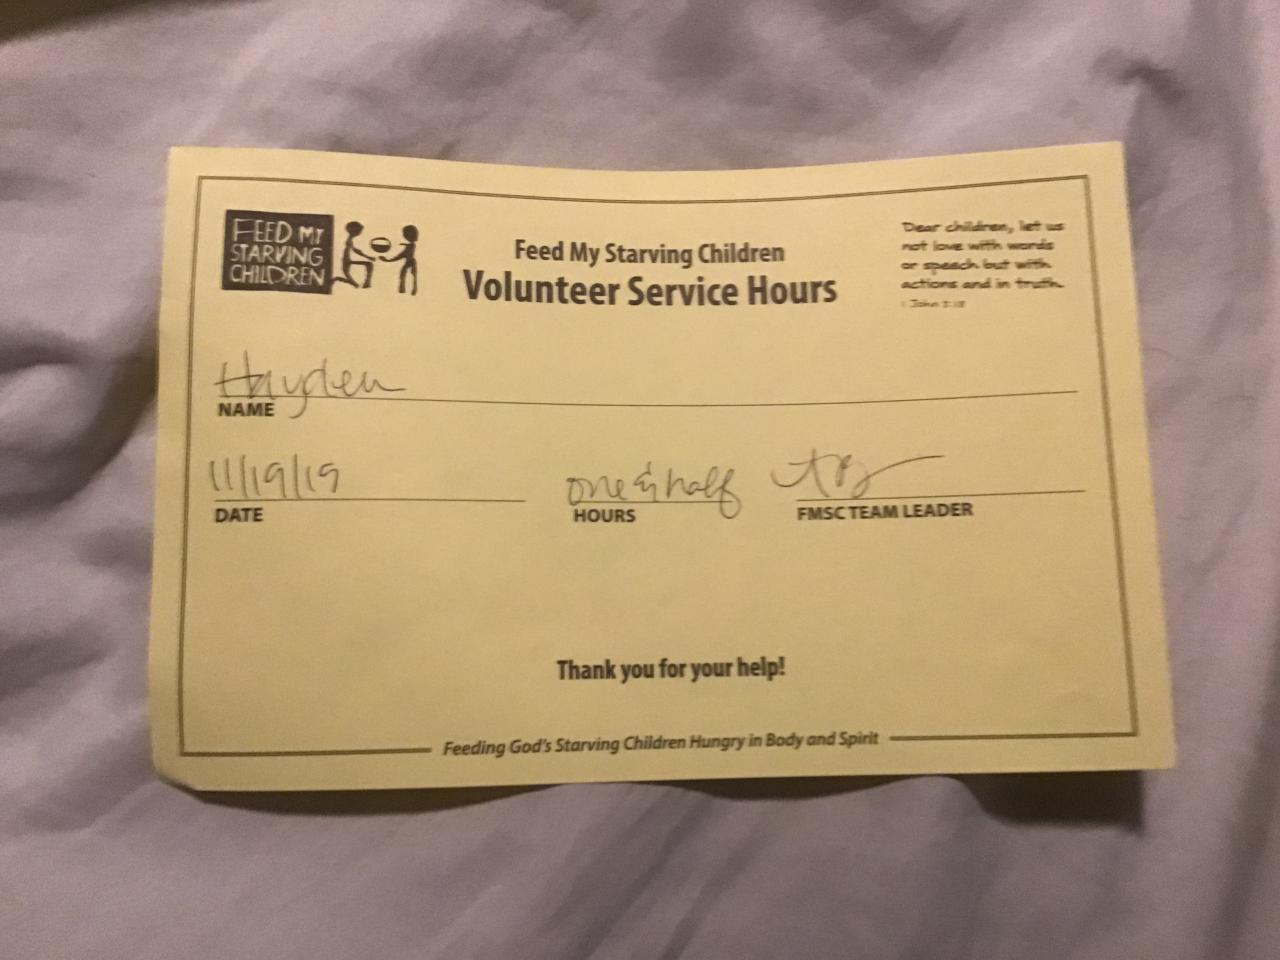 FEED MY
STARVING
CHILDREN
Feed My Starving Children
Volunteer Service Hours
Dear children, let us
not love with words
or speech but with
actions and in truth.
Hayden
NAME
11/19/19
DATE
one & half
HOURS
FMSC TEAM LEADER
Thank you for your help!
Feeding God's Starving Children Hungry in Body and Spirit